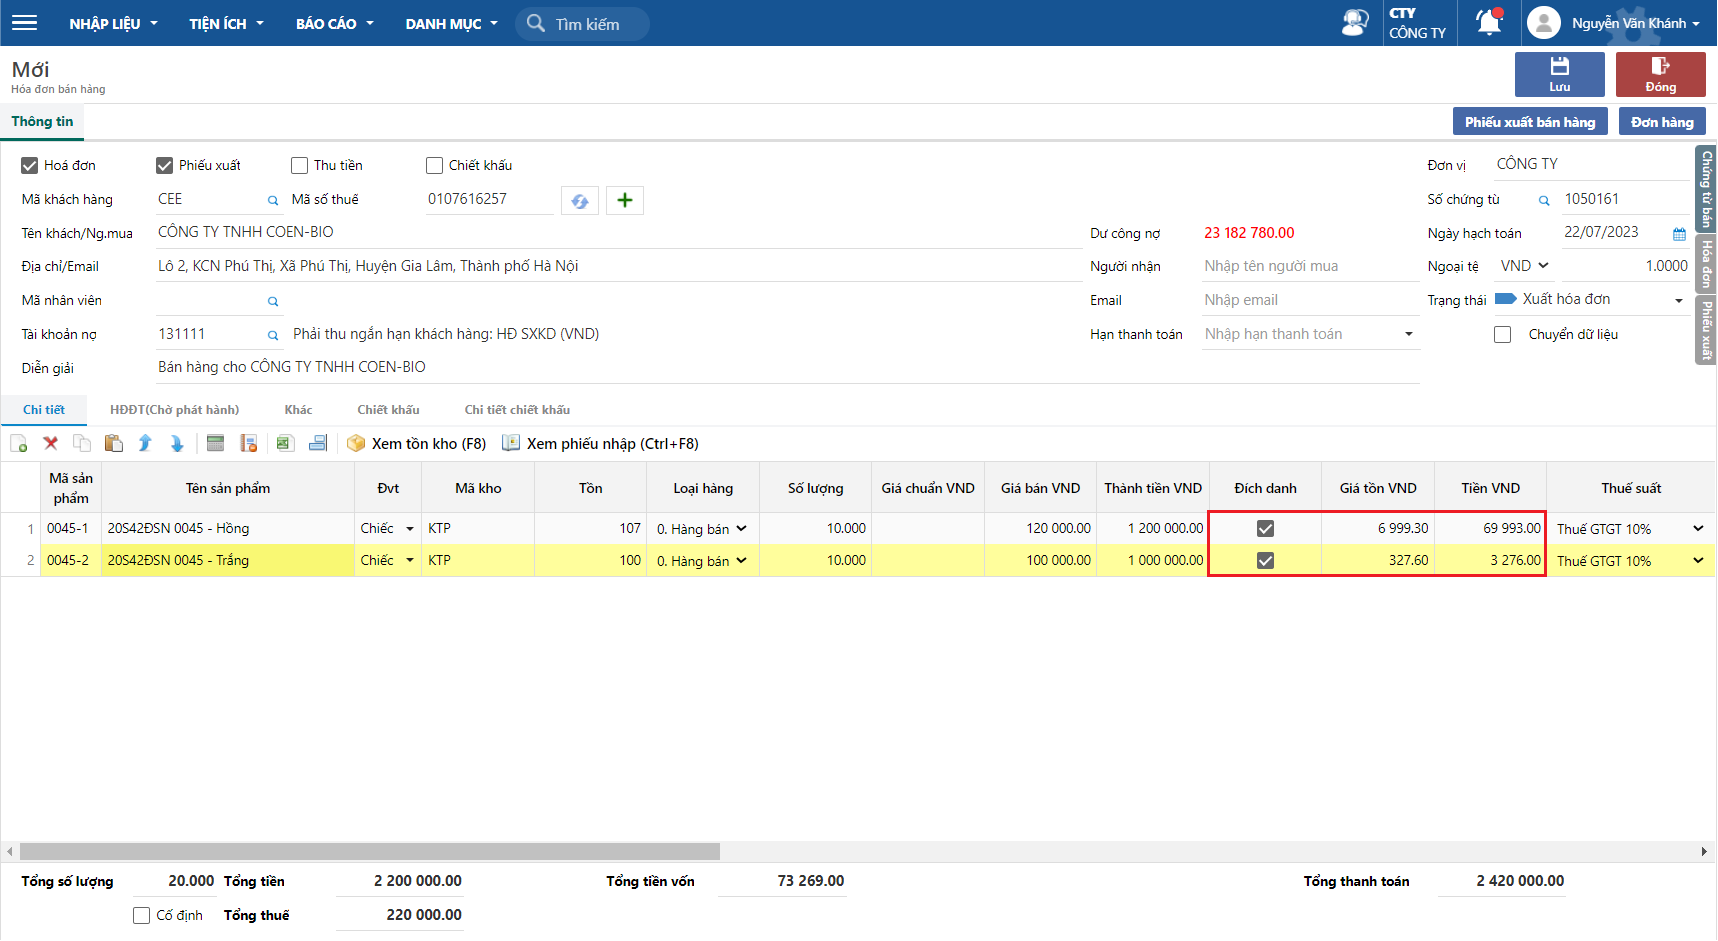 NHẬP LIỆU TIỆN ÍCH BÁO CÁO DANH MỤC Tìm kiếm CTY CÔNG TY Nguyễn Văn Khánh
Mới
Hóa đơn bán hàng
Lưu Đóng
Thông tin Phiếu xuất bán hàng Đơn hàng
Hoá đơn Phiếu xuất Thu tiền Chiết khấu Đơn vị CÔNG TY
Mã khách hàng CEE Mã số thuế 0107616257 Số chứng từ 1050161
Tên khách/Ng.mua CÔNG TY TNHH COEN-BIO Dư công nợ 23 182 780.00 Ngày hạch toán 22/07/2023
Địa chỉ/Email Lô 2, KCN Phú Thị, Xã Phú Thị, Huyện Gia Lâm, Thành phố Hà Nội Người nhận Nhập tên người mua Ngoại tệ VND 1.0000
Mã nhân viên Email Nhập email Trạng thái Xuất hóa đơn
Tài khoản nợ 131111 Phải thu ngắn hạn khách hàng: HĐ SXKD (VND) Hạn thanh toán Nhập hạn thanh toán Chuyển dữ liệu
Diễn giải Bán hàng cho CÔNG TY TNHH COEN-BIO
Chứng từ bán
Hóa đơn
Phiếu xuất
Chi tiết HĐĐT(Chờ phát hành) Khác Chiết khấu Chi tiết chiết khấu
Xem tồn kho (F8) Xem phiếu nhập (Ctrl+F8)
Mã sản phẩm Tên sản phẩm Đvt Mã kho Tồn Loại hàng Số lượng Giá chuẩn VND Giá bán VND Thành tiền VND Đích danh Giá tồn VND Tiền VND Thuế suất
1 0045-1 20S42ĐSN 0045 - Hồng Chiếc KTP 107 0. Hàng bán 10.000 120 000.00 1 200 000.00 6 999.30 69 993.00 Thuế GTGT 10%
2 0045-2 20S42ĐSN 0045 - Trắng Chiếc KTP 100 0. Hàng bán 10.000 100 000.00 1 000 000.00 327.60 3 276.00 Thuế GTGT 10%
Tổng số lượng 20.000 Tổng tiền 2 200 000.00 Tổng tiền vốn 73 269.00 Tổng thanh toán 2 420 000.00
Cố định Tổng thuế 220 000.00